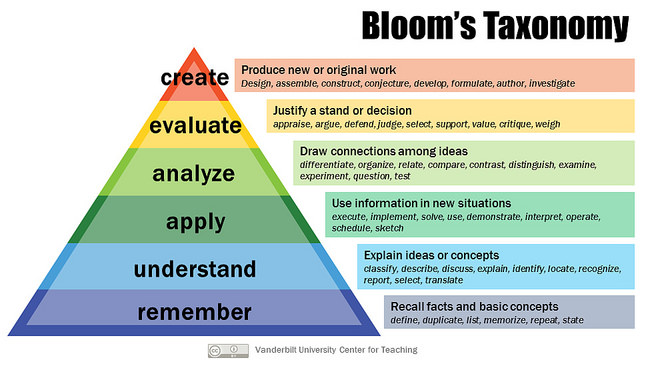 Bloom's Taxonomy
create
Produce new or original work
Design, assemble, construct, conjecture, develop, formulate, author, investigate
evaluate
Justify a stand or decision
appraise, argue, defend, judge, select, support, value, critique, weigh
analyze
Draw connections among ideas
differentiate, organize, relate, compare, contrast, distinguish, examine,
experiment, question, test
apply
Use information in new situations
execute, implement, solve, use, demonstrate, interpret, operate,
schedule, sketch
understand
Explain ideas or concepts
classify, describe, discuss, explain, identify, locate, recognize,
report, select, translate
remember
Recall facts and basic concepts
define, duplicate, list, memorize, repeat, state
cc
Vanderbilt University Center for Teaching